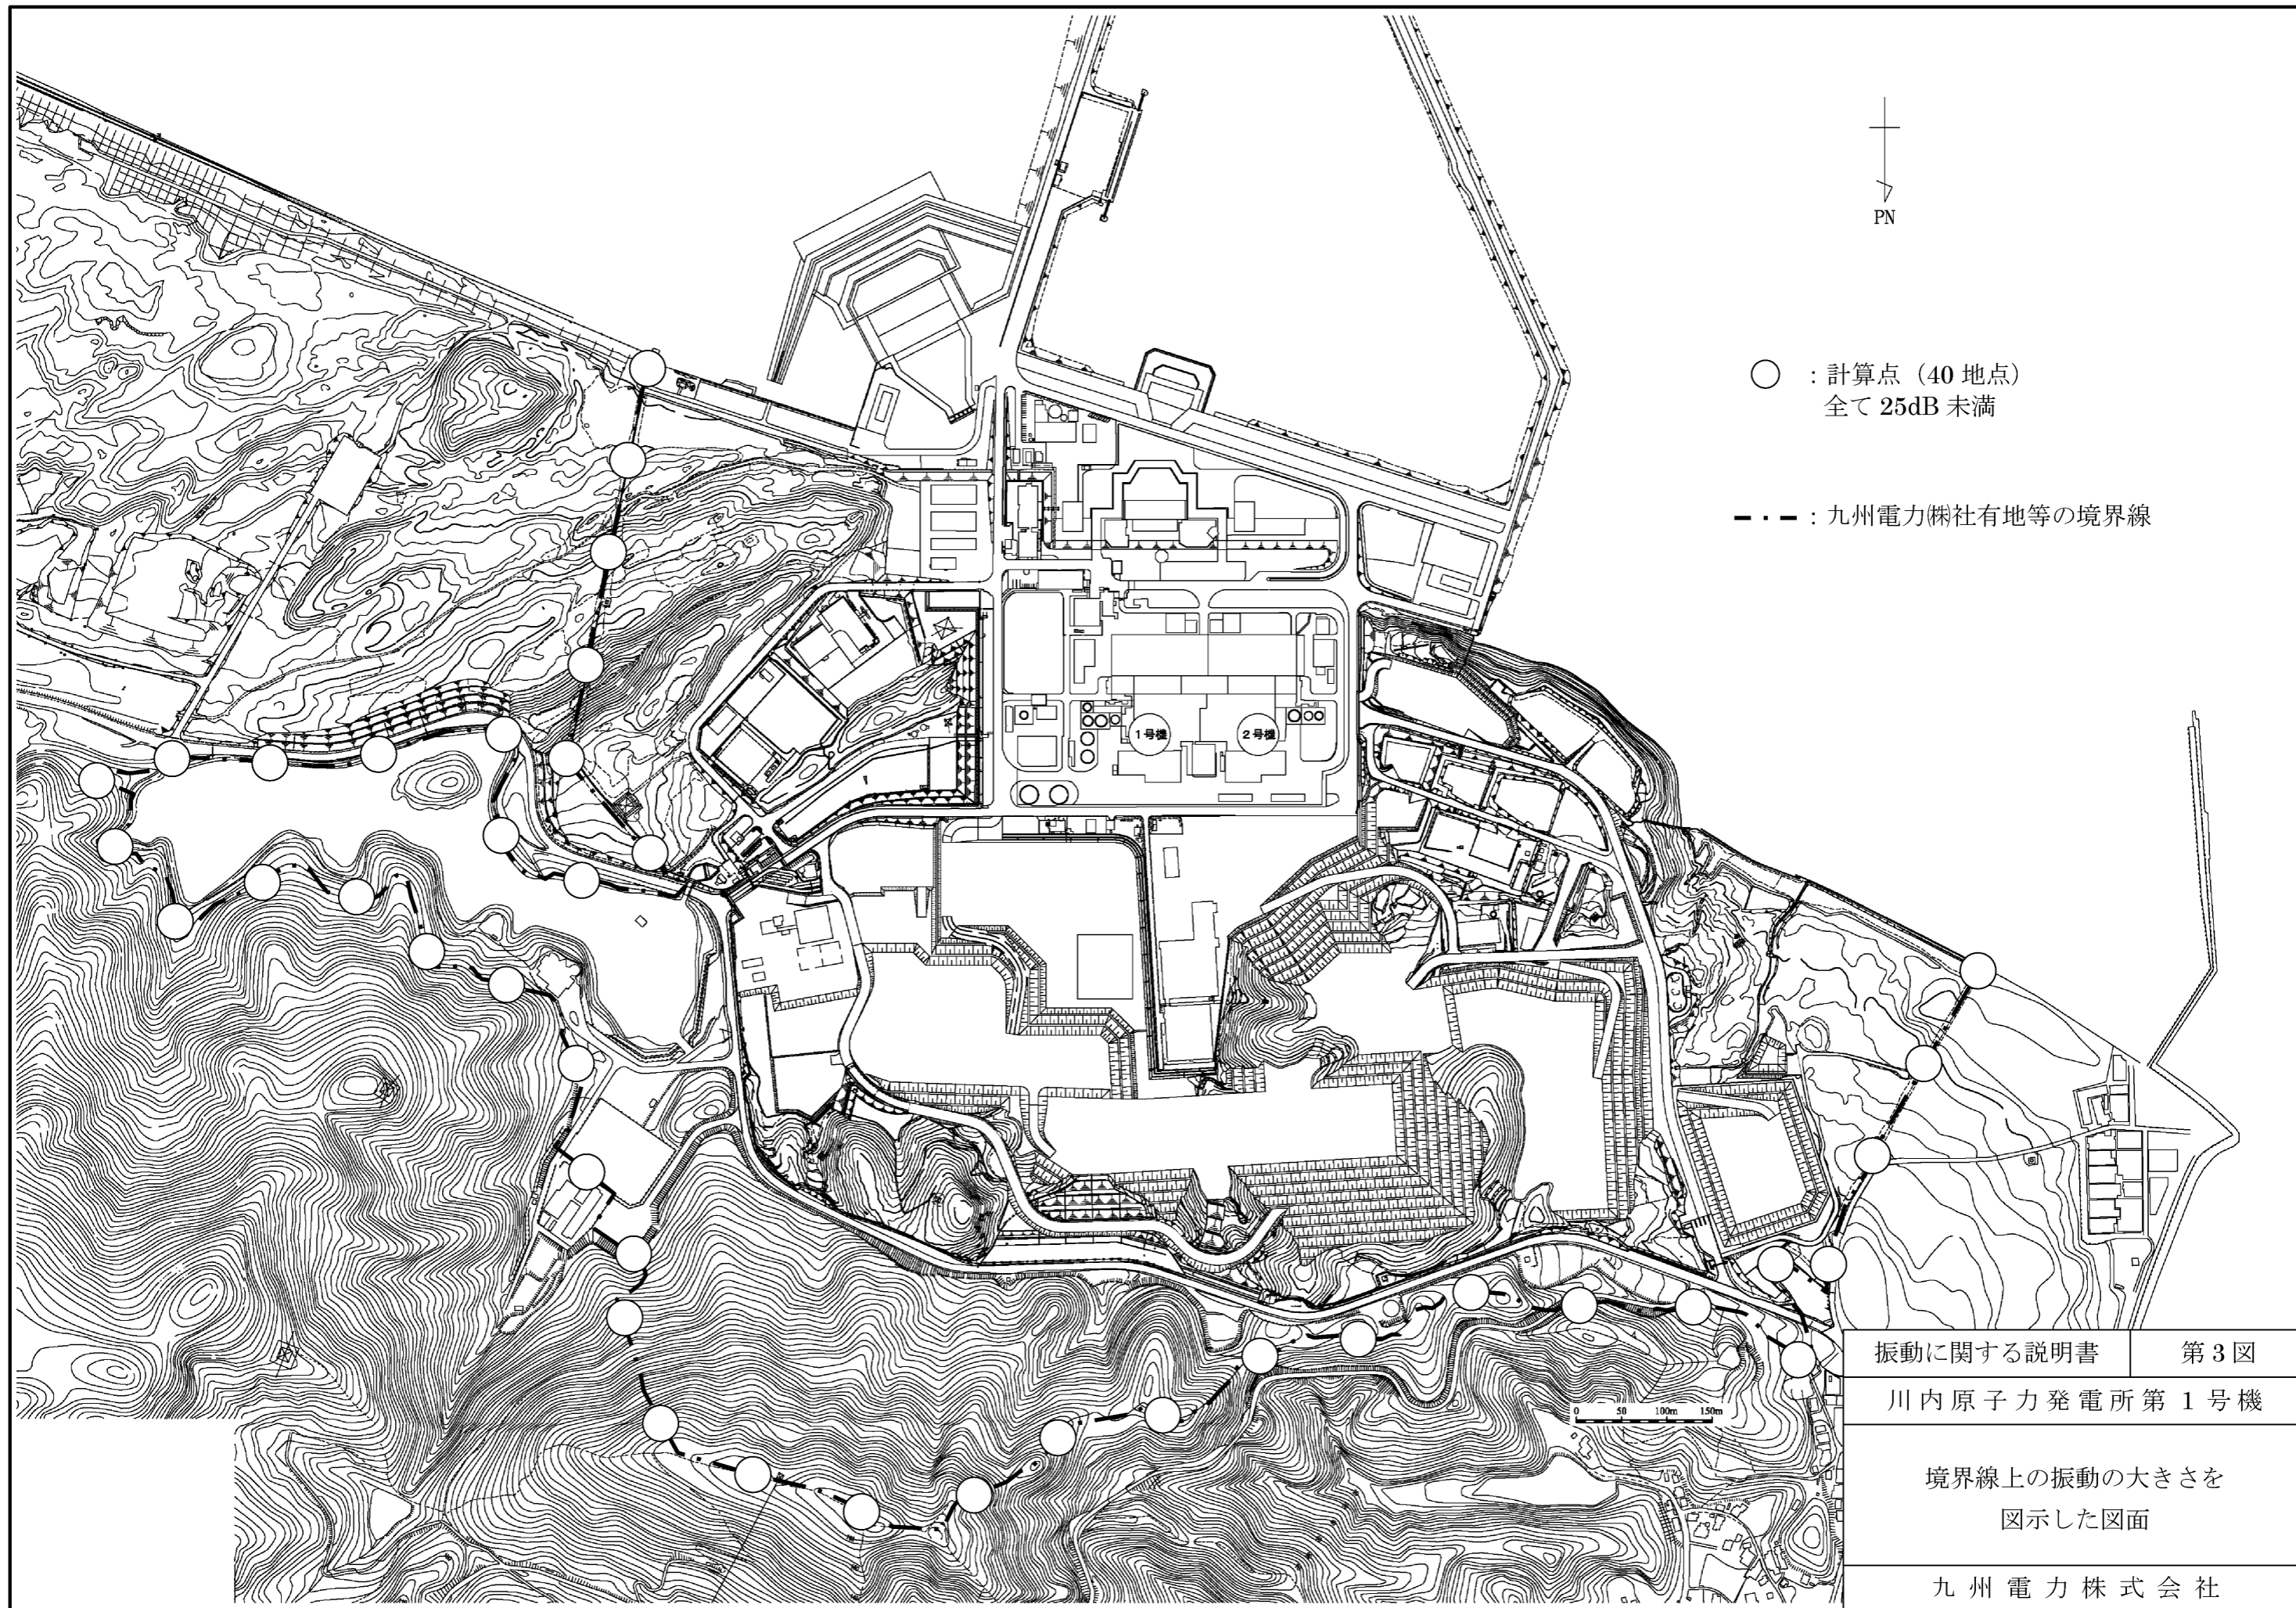 PN
○ : 計算点（40 地点）
全て 25dB 未満
: 九州電力㈱社有地等の境界線
1号機
2号機
0 50 100m 150m
振動に関する説明書 第 3 図
川内原子力発電所第 1 号機
境界線上の振動の大きさを
図示した図面
九州電力株式会社